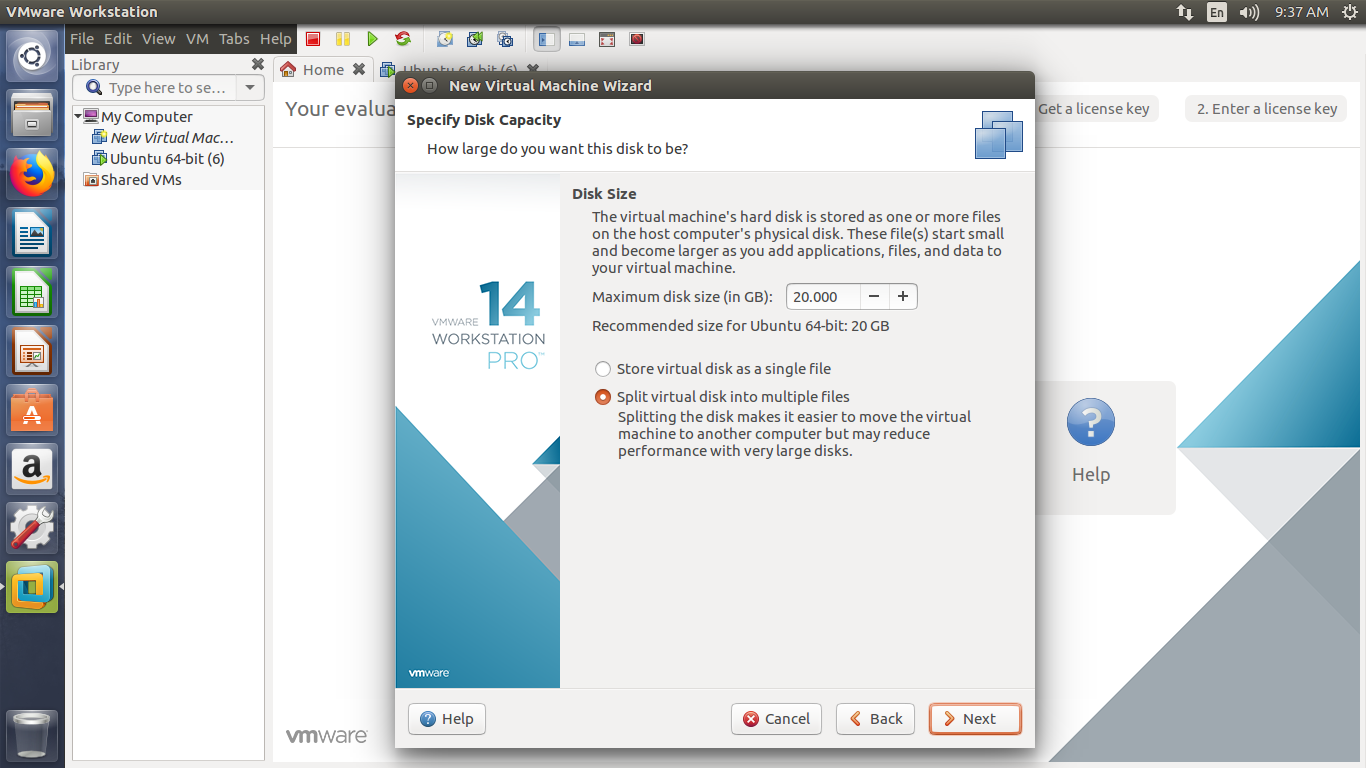 VMware Workstation
En
9:37 AM
File Edit View VM Tabs Help
Library
Type here to se...
My Computer
New Virtual Mac...
Ubuntu 64-bit (6)
Shared VMs
Home
Ubuntu 64-bit (6)
Your evalua
Get a license key
2. Enter a license key
Help
vmware
New Virtual Machine Wizard
Specify Disk Capacity
How large do you want this disk to be?
VMWARE 14
WORKSTATION
PRO™
vmware
Disk Size
The virtual machine's hard disk is stored as one or more files
on the host computer's physical disk. These file(s) start small
and become larger as you add applications, files, and data to
your virtual machine.
Maximum disk size (in GB): 20.000
Recommended size for Ubuntu 64-bit: 20 GB
Store virtual disk as a single file
Split virtual disk into multiple files
Splitting the disk makes it easier to move the virtual
machine to another computer but may reduce
performance with very large disks.
Help
Cancel
Back
Next